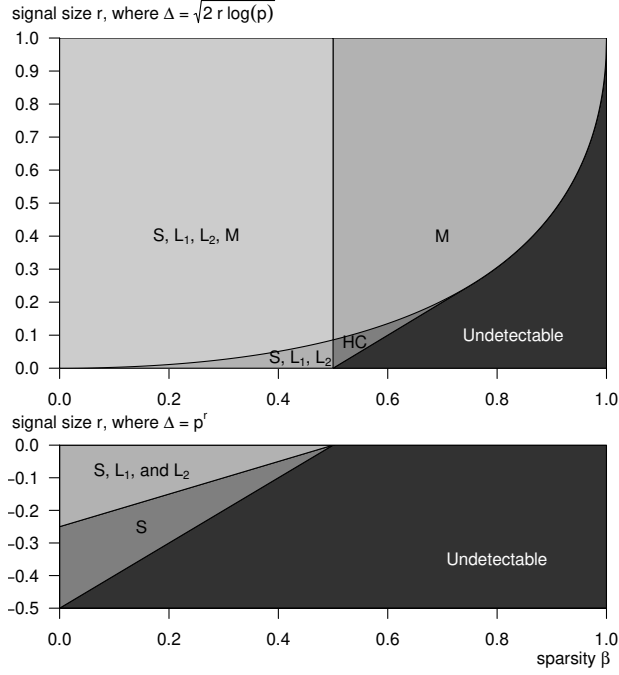 signal size r, where Δ = √2 r log(p)
1.0
0.9
0.8
0.7
0.6
0.5
0.4
0.3
0.2
0.1
0.0
S, L₁, L₂, M
M
HC
S, L₁, L₂
Undetectable
0.0 0.2 0.4 0.6 0.8 1.0
signal size r, where Δ = pʳ
0.0
−0.1
−0.2
−0.3
−0.4
−0.5
S, L₁, and L₂
S
Undetectable
0.0 0.2 0.4 0.6 0.8 1.0
sparsity β